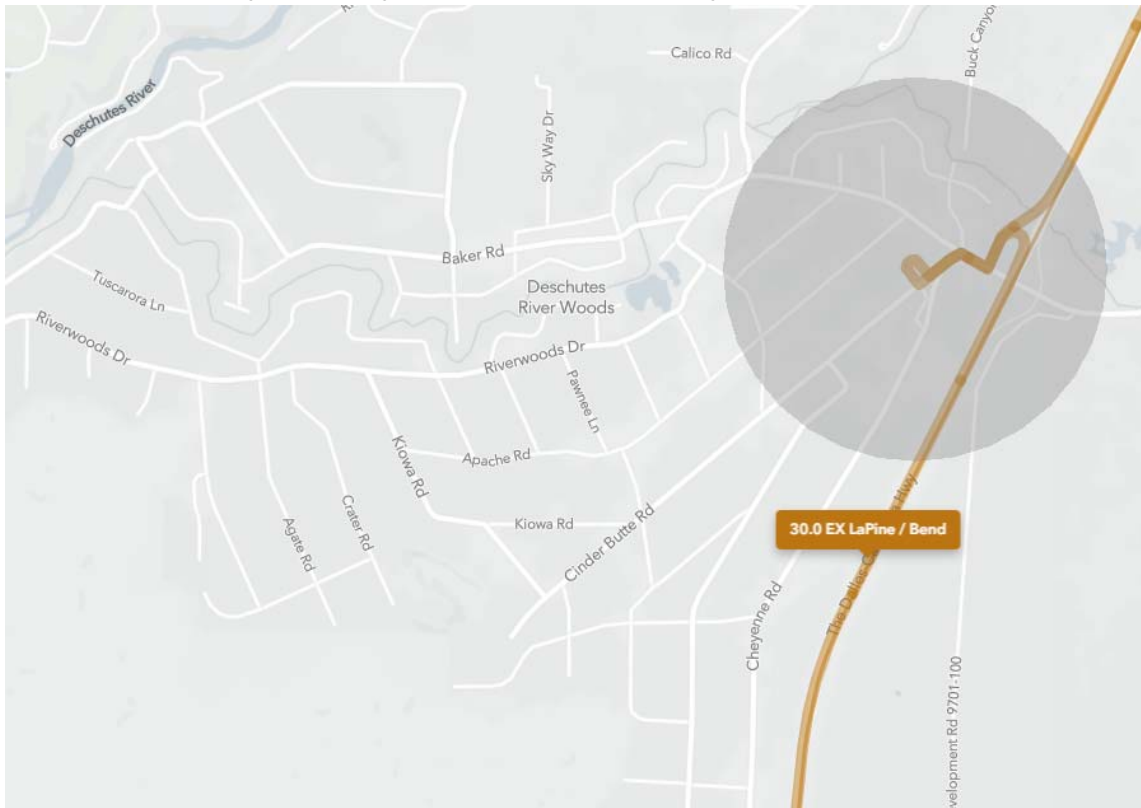 Calico Rd
Buck Canyon
Deschutes River
Sky Way Dr
Baker Rd
Tuscarora Ln
Deschutes
River Woods
Riverwoods Dr
Riverwoods Dr
Pawnee Ln
Kiowa Rd
Apache Rd
Crater Rd
Agate Rd
Kiowa Rd
Cinder Butte Rd
30.0 EX LaPine / Bend
The Dalles
Hwy
Cheyenne Rd
velopment Rd 9701-100